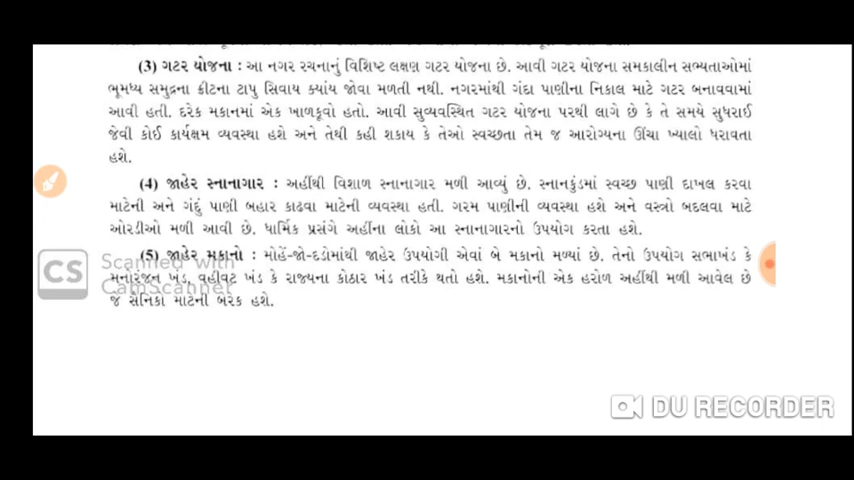 (3) ગટર યોજના : આ નગર રચનાનું વિશિષ્ટ લક્ષણ ગટર યોજના છે. આવી ગટર યોજના સમકાલીન સભ્યતાઓમાં
ભૂમધ્ય સમુદ્રના ક્રીટના ટાપુ સિવાય ક્યાંય જોવા મળતી નથી. નગરમાંથી ગંદા પાણીના નિકાલ માટે ગટર બનાવવામાં
આવી હતી. દરેક મકાનમાં એક ખાળકૂવો હતો. આવી સુવ્યવસ્થિત ગટર યોજના પરથી લાગે છે કે તે સમયે સુધરાઈ
જેવી કોઈ કાર્યક્ષમ વ્યવસ્થા હશે અને તેથી કહી શકાય કે તેઓ સ્વચ્છતા તેમ જ આરોગ્યના ઊંચા ખ્યાલો ધરાવતા
હશે.
(4) જાહેર સ્નાનાગાર : અહીંથી વિશાળ સ્નાનાગાર મળી આવ્યું છે. સ્નાનકુંડમાં સ્વચ્છ પાણી દાખલ કરવા
માટેની અને ગંદું પાણી બહાર કાઢવા માટેની વ્યવસ્થા હતી. ગરમ પાણીની વ્યવસ્થા હશે અને વસ્ત્રો બદલવા માટે
ઓરડીઓ મળી આવી છે. ધાર્મિક પ્રસંગે અહીંના લોકો આ સ્નાનાગારનો ઉપયોગ કરતા હશે.
(5) જાહેર મકાનો : મોહેં-જો-દડોમાંથી જાહેર ઉપયોગી એવાં બે મકાનો મળ્યાં છે. તેનો ઉપયોગ સભાખંડ કે
મનોરંજન ખંડ, વહીવટ ખંડ કે રાજ્યના કોઠાર ખંડ તરીકે થતો હશે. મકાનોની એક હરોળ અહીંથી મળી આવેલ છે
જે સૈનિકો માટેની બેરેક હશે.
CS Scanned with
CamScanner
DU RECORDER